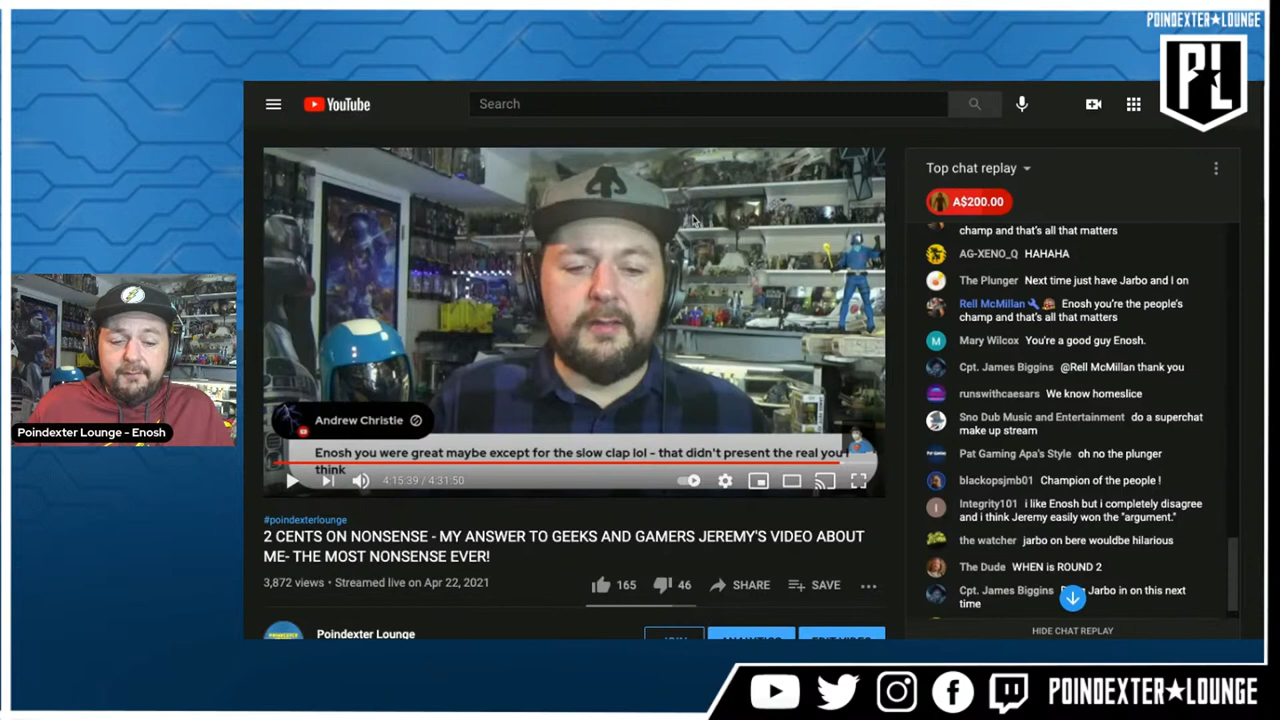 POINDEXTER★LOUNGE
PL
YouTube
Search
Top chat replay
A$200.00
champ and that's all that matters
AG-XENO_Q HAHAHA
The Plunger Next time just have Jarbo and I on
Rell McMillan Enosh you're the people's
champ and that's all that matters
Mary Wilcox You're a good guy Enosh.
Cpt. James Biggins @Rell McMillan thank you
runswithcaesars We know homeslice
Sno Dub Music and Entertainment do a superchat
make up stream
Pat Gaming Apa's Style oh no the plunger
blackopsjmb01 Champion of the people !
Integrity101 i like Enosh but i completely disagree
and i think Jeremy easily won the "argument."
the watcher jarbo on bere wouldbe hilarious
The Dude WHEN is ROUND 2
Cpt. James Biggins Jarbo in on this next
time
HIDE CHAT REPLAY
Andrew Christie
Enosh you were great maybe except for the slow clap lol - that didn't present the real you I
think
4:15:39 / 4:31:50
Poindexter Lounge - Enosh
#poindexterlounge
2 CENTS ON NONSENSE - MY ANSWER TO GEEKS AND GAMERS JEREMY'S VIDEO ABOUT
ME- THE MOST NONSENSE EVER!
3,872 views • Streamed live on Apr 22, 2021
165
46
SHARE
SAVE
Poindexter Lounge
JOIN
ANALYTICS
EDIT VIDEO
POINDEXTER★LOUNGE